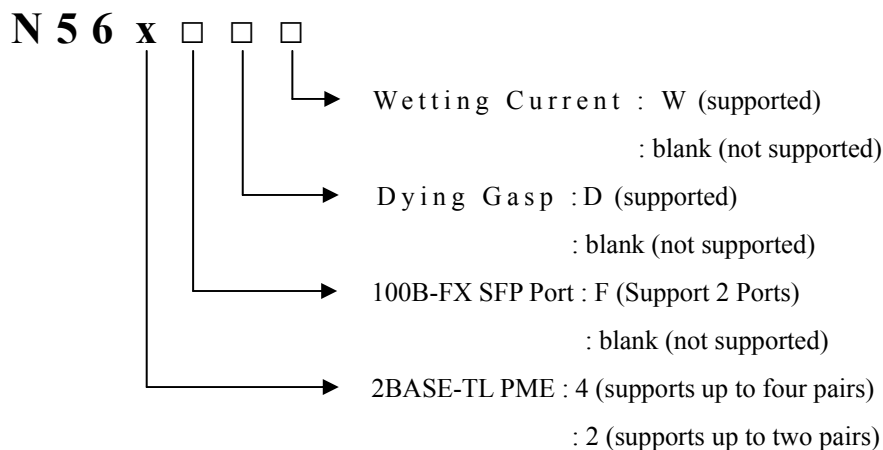 N 5 6 x □ □ □
Wetting Current : W (supported)
: blank (not supported)
Dying Gasp : D (supported)
: blank (not supported)
100B-FX SFP Port : F (Support 2 Ports)
: blank (not supported)
2BASE-TL PME : 4 (supports up to four pairs)
: 2 (supports up to two pairs)